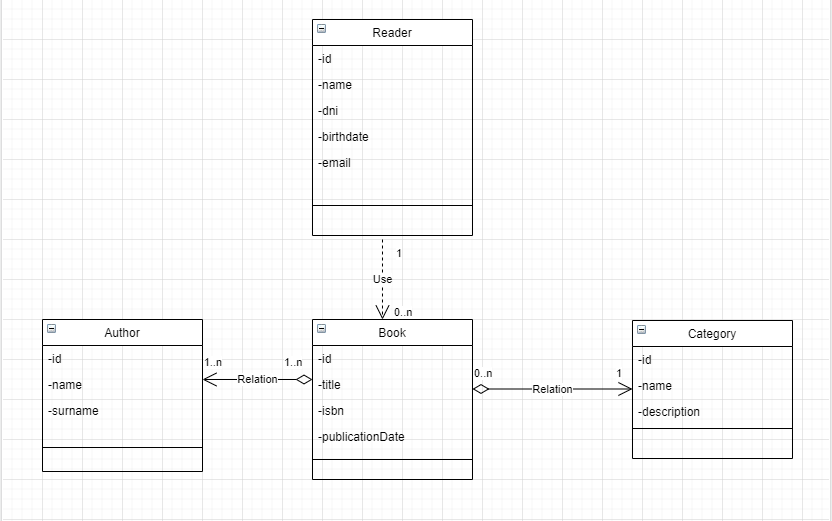 Reader
-id
-name
-dni
-birthdate
-email
1
Use
0..n
Author
-id
-name
-surname
1..n
Relation
1..n
Book
-id
-title
-isbn
-publicationDate
0..n
Relation
1
Category
-id
-name
-description